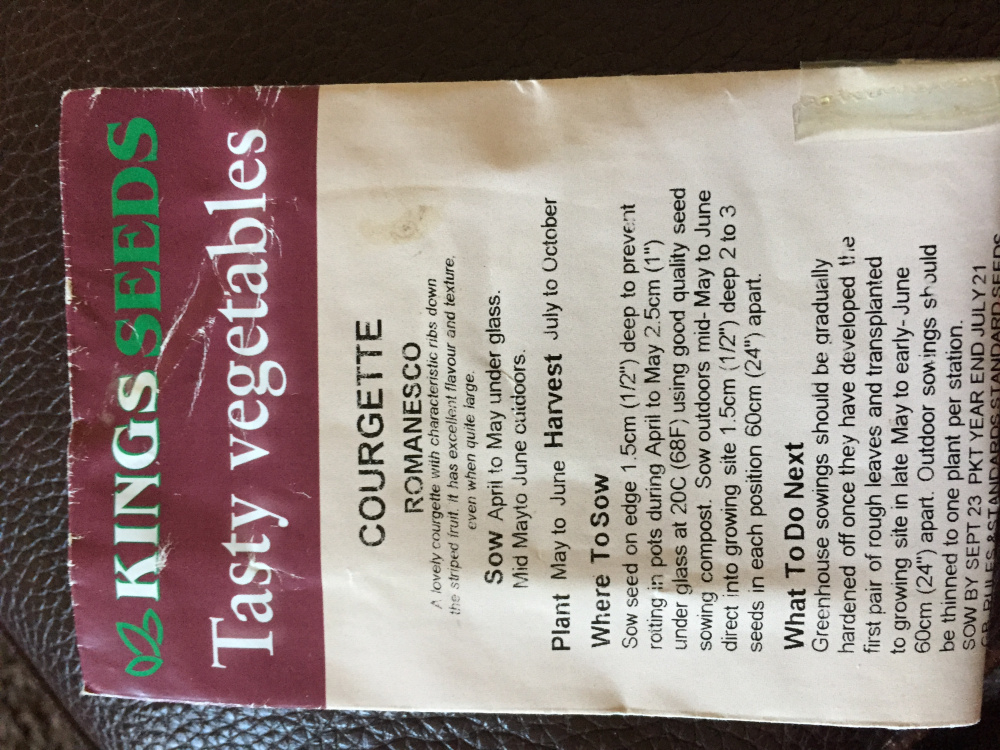 KINGS SEEDS
Tasty vegetables
COURGETTE
ROMANESCO
A lovely courgette with characteristic ribs down
the striped fruit. It has excellent flavour and texture,
even when quite large.
Sow April to May under glass.
Mid Mayto June outdoors.
Plant May to June Harvest July to October
Where To Sow
Sow seed on edge 1.5cm (1/2") deep to prevent
rotting in pots during April to May 2.5cm (1")
under glass at 20C (68F) using good quality seed
sowing compost. Sow outdoors mid- May to June
direct into growing site 1.5cm (1/2") deep 2 to 3
seeds in each position 60cm (24") apart.
What To Do Next
Greenhouse sowings should be gradually
hardened off once they have developed the
first pair of rough leaves and transplanted
to growing site in late May to early- June
60cm (24") apart. Outdoor sowings should
be thinned to one plant per station.
SOW BY SEPT 23 PKT YEAR END JULY 21
GB RULES & STANDARDS STANDARD SEEDS